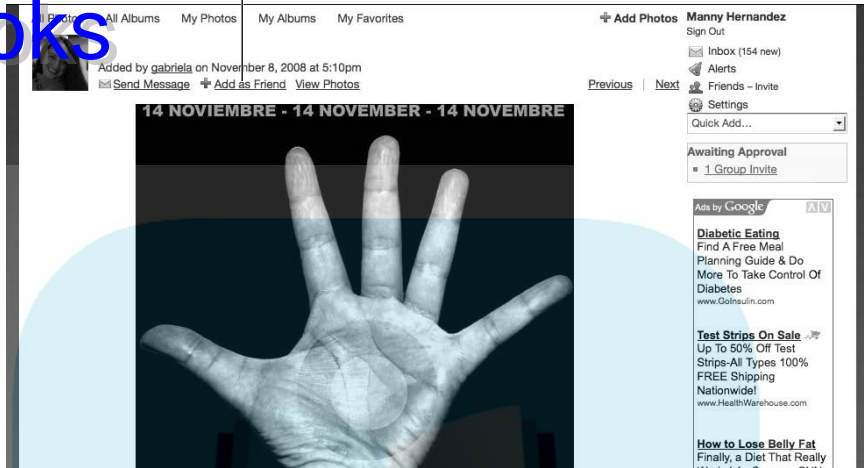 All Photos All Albums My Photos My Albums My Favorites
Add Photos
oks
Added by gabriela on November 8, 2008 at 5:10pm
Send Message Add as Friend View Photos
Previous | Next
14 NOVIEMBRE - 14 NOVEMBER - 14 NOVEMBRE
Manny Hernandez
Sign Out
Inbox (154 new)
Alerts
Friends – Invite
Settings
Quick Add...
Awaiting Approval
1 Group Invite
Ads by Google
Diabetic Eating
Find A Free Meal
Planning Guide & Do
More To Take Control Of
Diabetes
www.GoInsulin.com
Test Strips On Sale
Up To 50% Off Test
Strips-All Types 100%
FREE Shipping
Nationwide!
www.HealthWarehouse.com
How to Lose Belly Fat
Finally, a Diet That Really